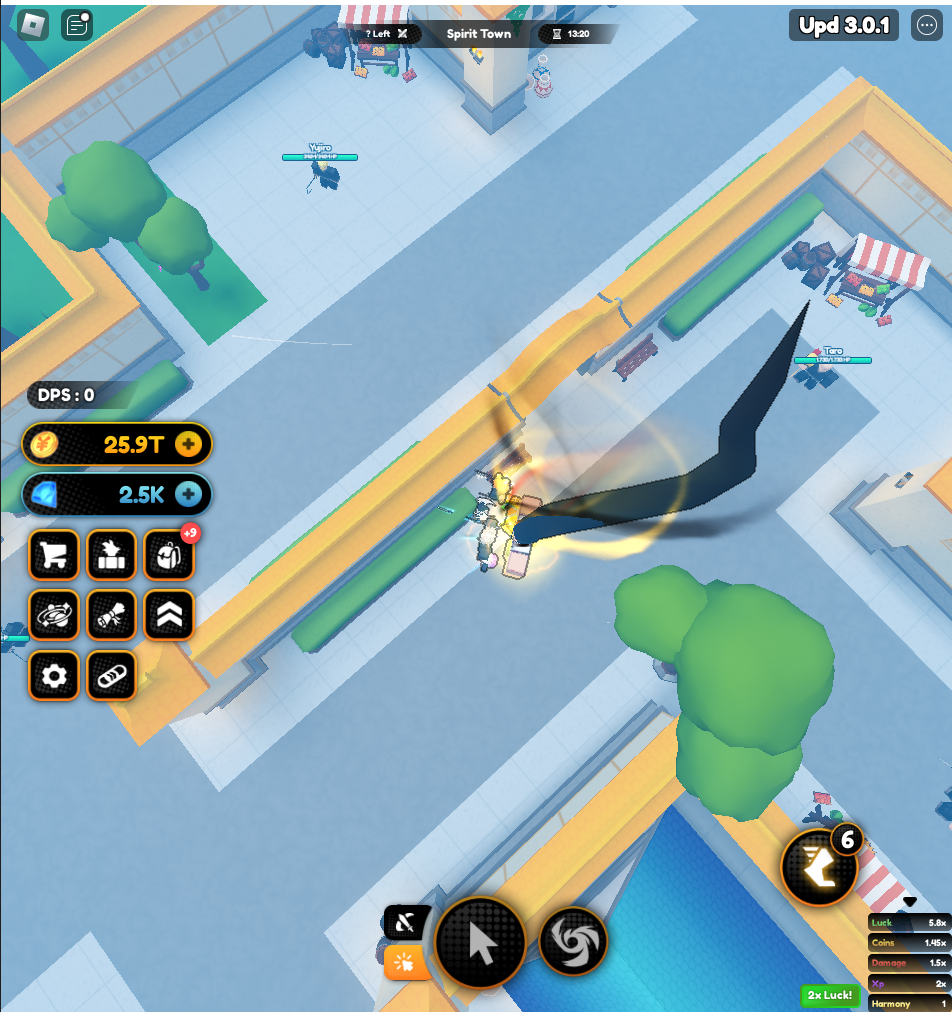 ? Left
Spirit Town
13:20
Upd 3.0.1
Yujiro
Taro
DPS : 0
25.9T
2.5K
+9
6
Luck 5.8x
Coins 1.45x
Damage 1.5x
Xp 2x
Harmony 1
2x Luck!